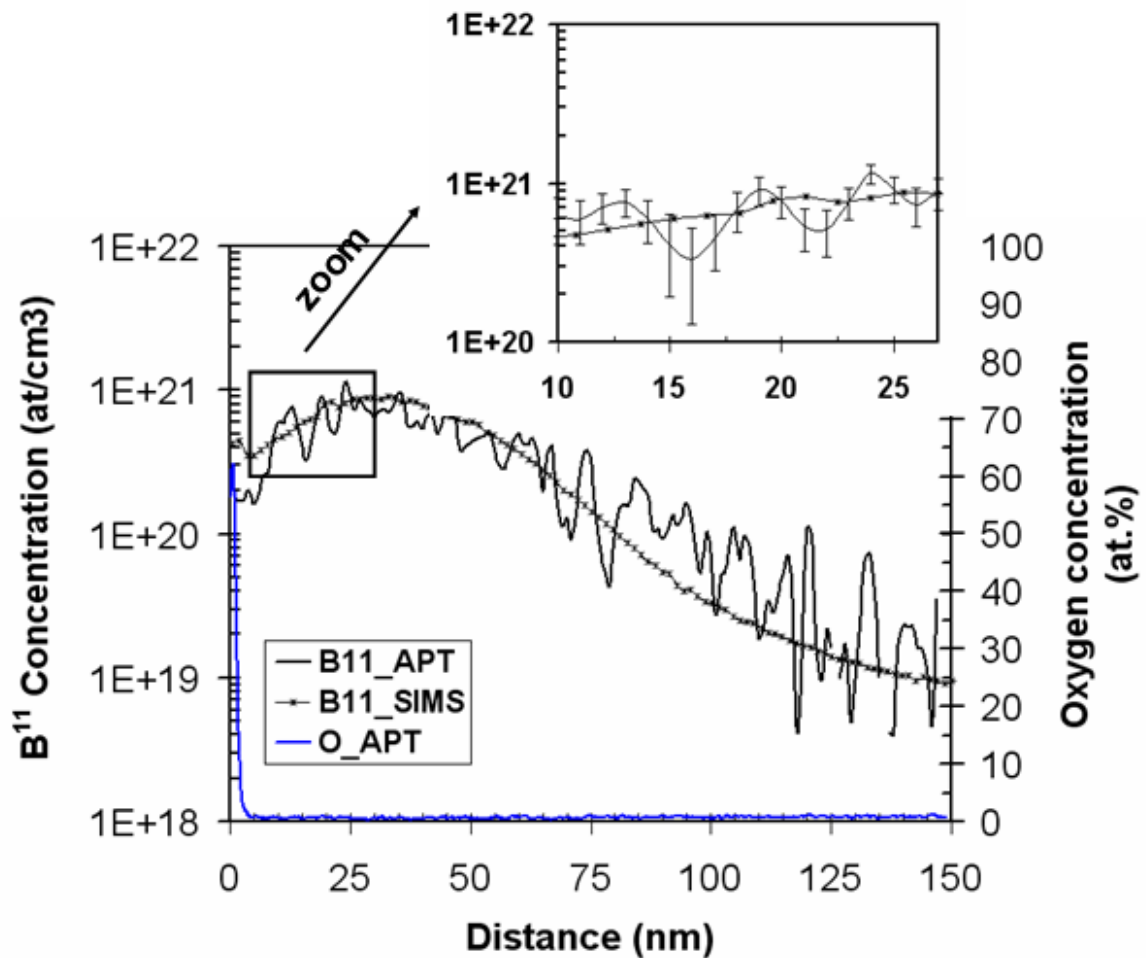 1E+22
1E+21
1E+20
10 15 20 25
zoom
1E+22
1E+21
1E+20
1E+19
1E+18
B¹¹ Concentration (at/cm3)
100
90
80
70
60
50
40
30
20
10
0
Oxygen concentration
(at.%)
B11_APT
B11_SIMS
O_APT
0 25 50 75 100 125 150
Distance (nm)